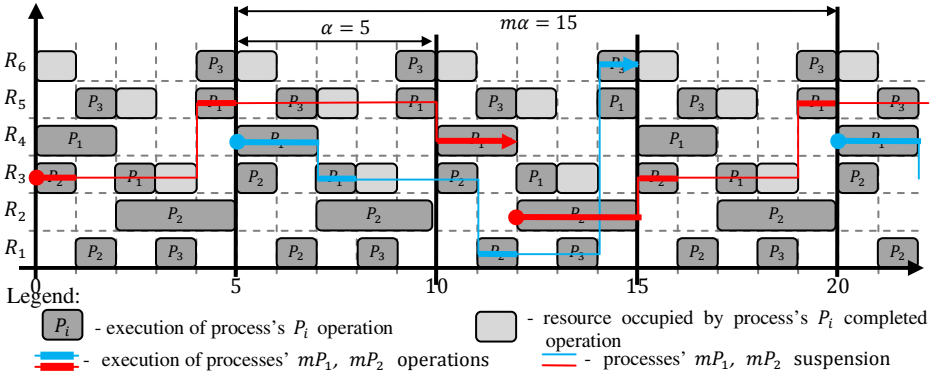 mα = 15
α = 5
R₆ P₃ P₃ P₃ P₃
R₅ P₃ P₁ P₃ P₁ P₃ P₁ P₃ P₁ P₃
R₄ P₁ P₁ P₁ P₁ P₁
R₃ P₂ P₁ P₂ P₁ P₂ P₁ P₂ P₁ P₂
R₂ P₂ P₂ P₂ P₂
R₁ P₂ P₃ P₂ P₃ P₂ P₃ P₂ P₃ P₂
0 5 10 15 20
Legend:
Pᵢ - execution of process's Pᵢ operation
- resource occupied by process's Pᵢ completed
operation
- execution of processes' mP₁, mP₂ operations
- processes' mP₁, mP₂ suspension